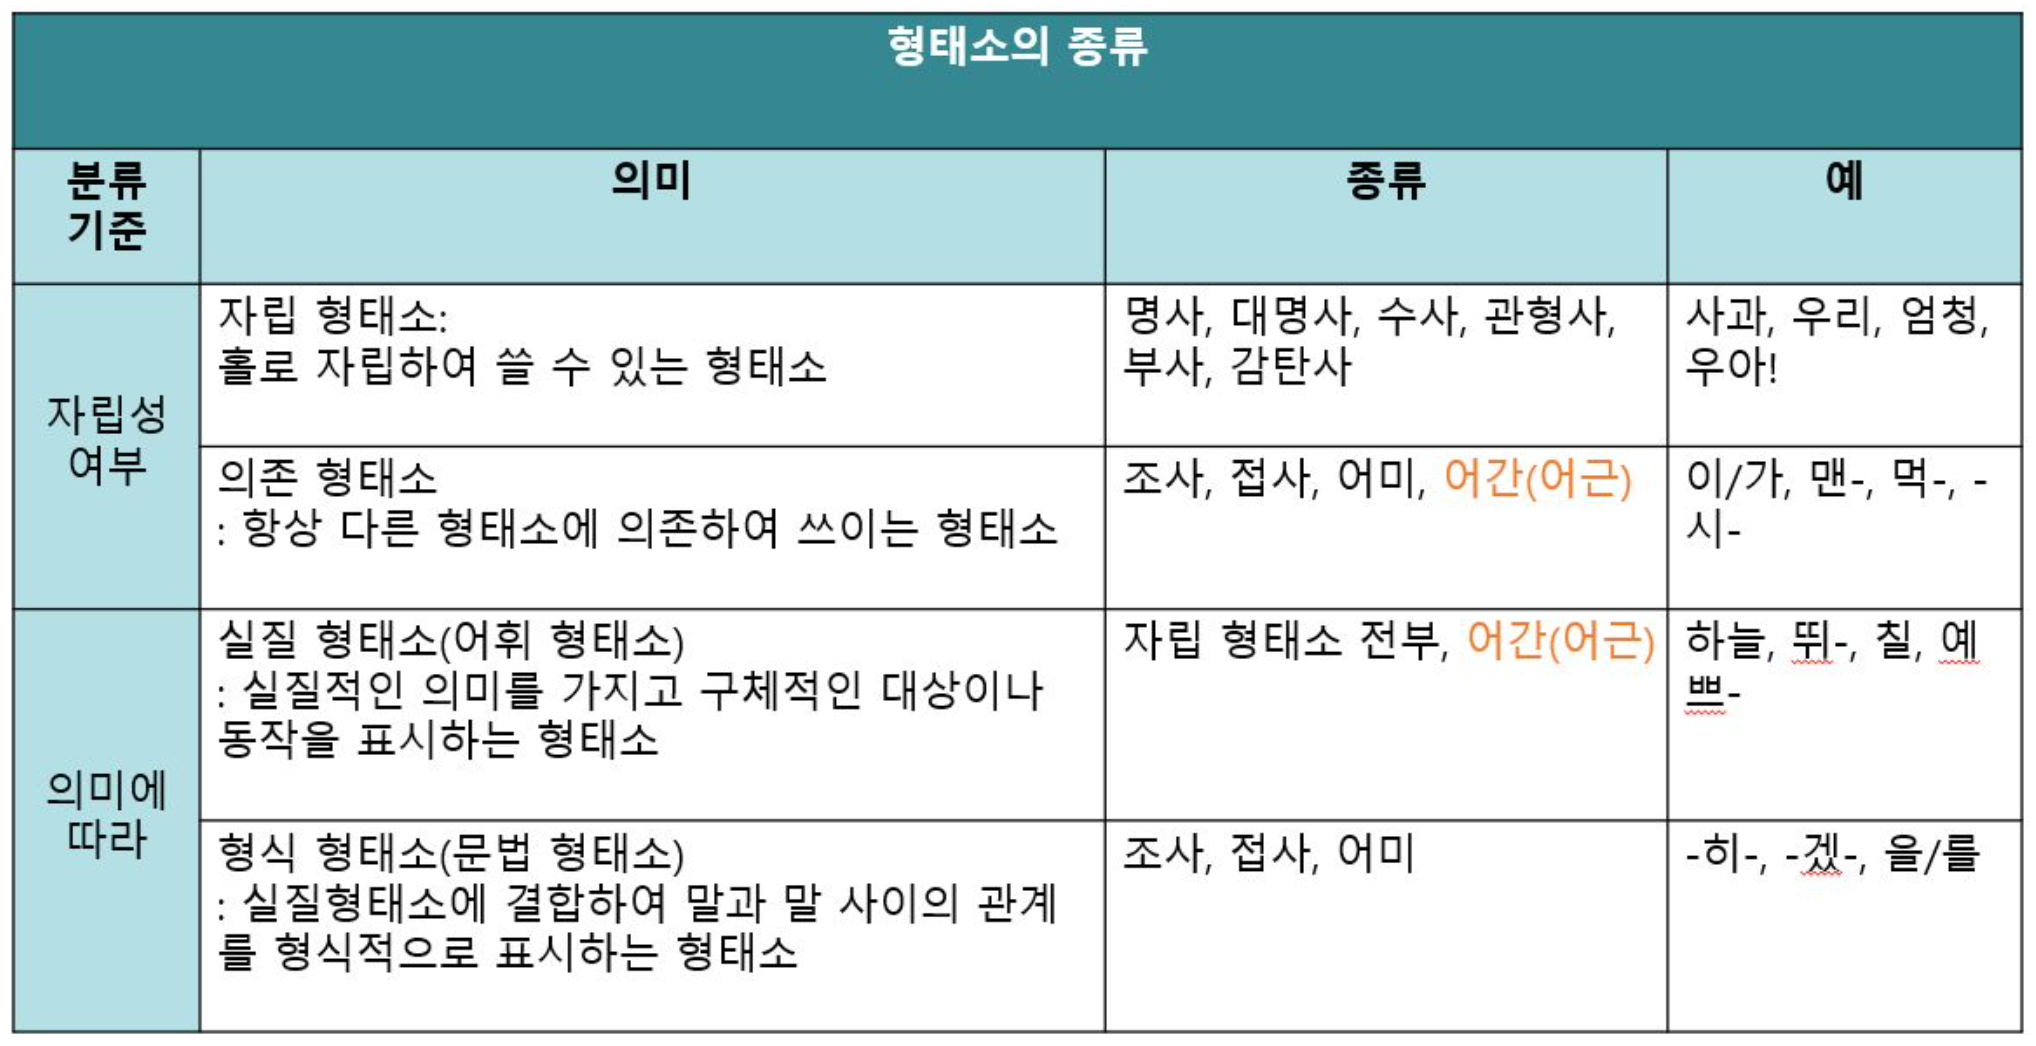 형태소의 종류
분류
기준
의미
종류
예
자립성
여부
자립 형태소:
홀로 자립하여 쓸 수 있는 형태소
명사, 대명사, 수사, 관형사,
부사, 감탄사
사과, 우리, 엄청,
우아!
의존 형태소
: 항상 다른 형태소에 의존하여 쓰이는 형태소
조사, 접사, 어미, 어간(어근)
이/가, 맨-, 먹-, -
시-
의미에
따라
실질 형태소(어휘 형태소)
: 실질적인 의미를 가지고 구체적인 대상이나
동작을 표시하는 형태소
자립 형태소 전부, 어간(어근)
하늘, 뛰-, 칠, 예
쁘-
형식 형태소(문법 형태소)
: 실질형태소에 결합하여 말과 말 사이의 관계
를 형식적으로 표시하는 형태소
조사, 접사, 어미
-히-, -겠-, 을/를